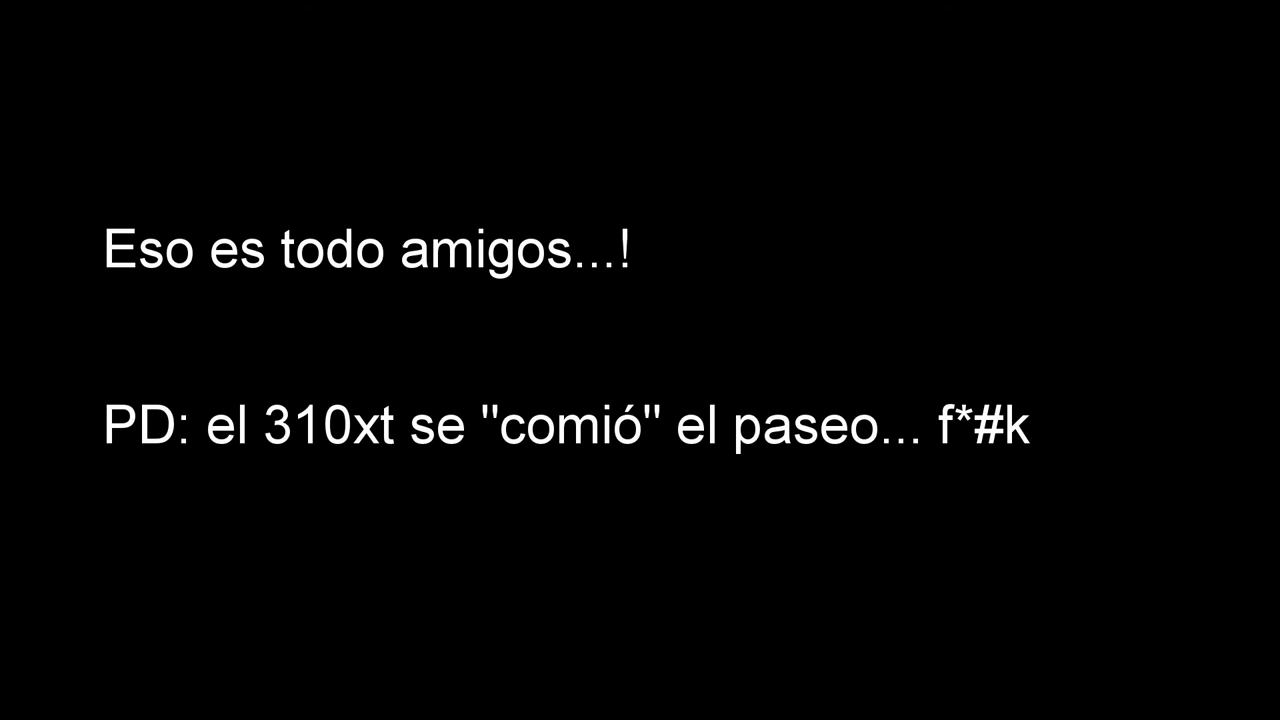 Eso es todo amigos...!
PD: el 310xt se "comió" el paseo... f*#k